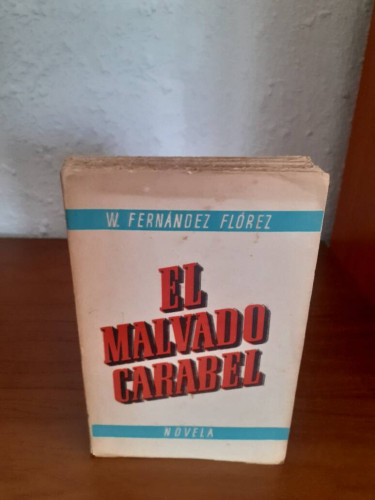 W. FERNÁNDEZ FLÓREZ
EL
MALVADO
CARABEL
NOVELA